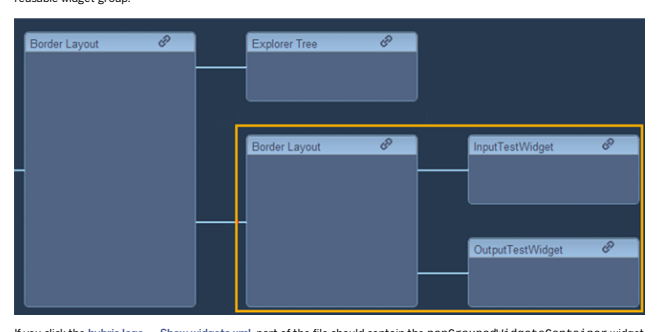 reusable widget group:
Border Layout
Explorer Tree
Border Layout
InputTestWidget
OutputTestWidget
If you click the hybris logo Show widgets.xml, part of the file should contain the nonGroupedWidgetsContainer widget